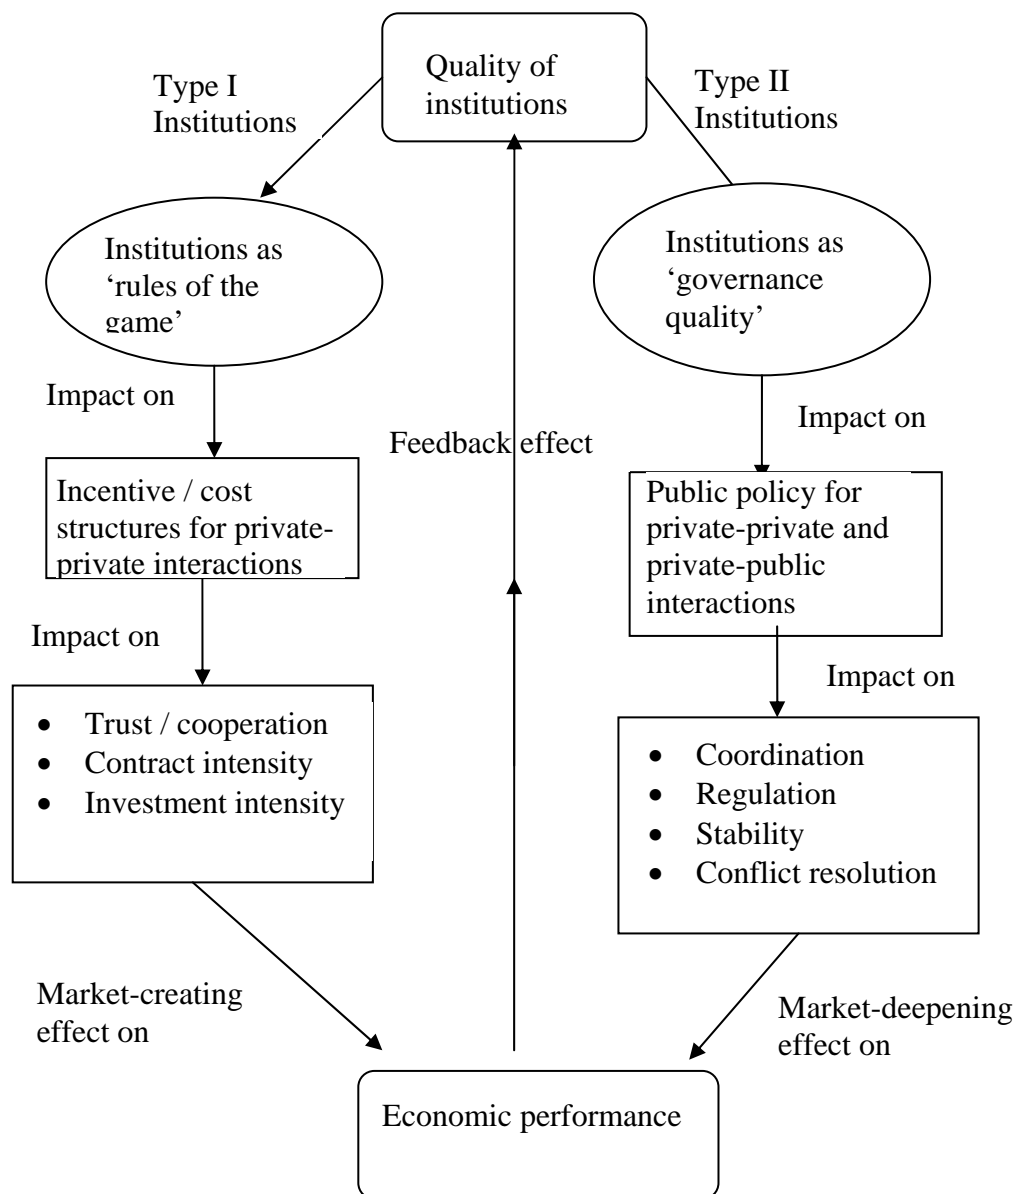 Quality of
institutions
Type I
Institutions
Type II
Institutions
Institutions as
‘rules of the
game’
Institutions as
‘governance
quality’
Impact on
Impact on
Feedback effect
Incentive / cost
structures for private-
private interactions
Public policy for
private-private and
private-public
interactions
Impact on
Impact on
• Trust / cooperation
• Contract intensity
• Investment intensity
• Coordination
• Regulation
• Stability
• Conflict resolution
Market-creating
effect on
Market-deepening
effect on
Economic performance